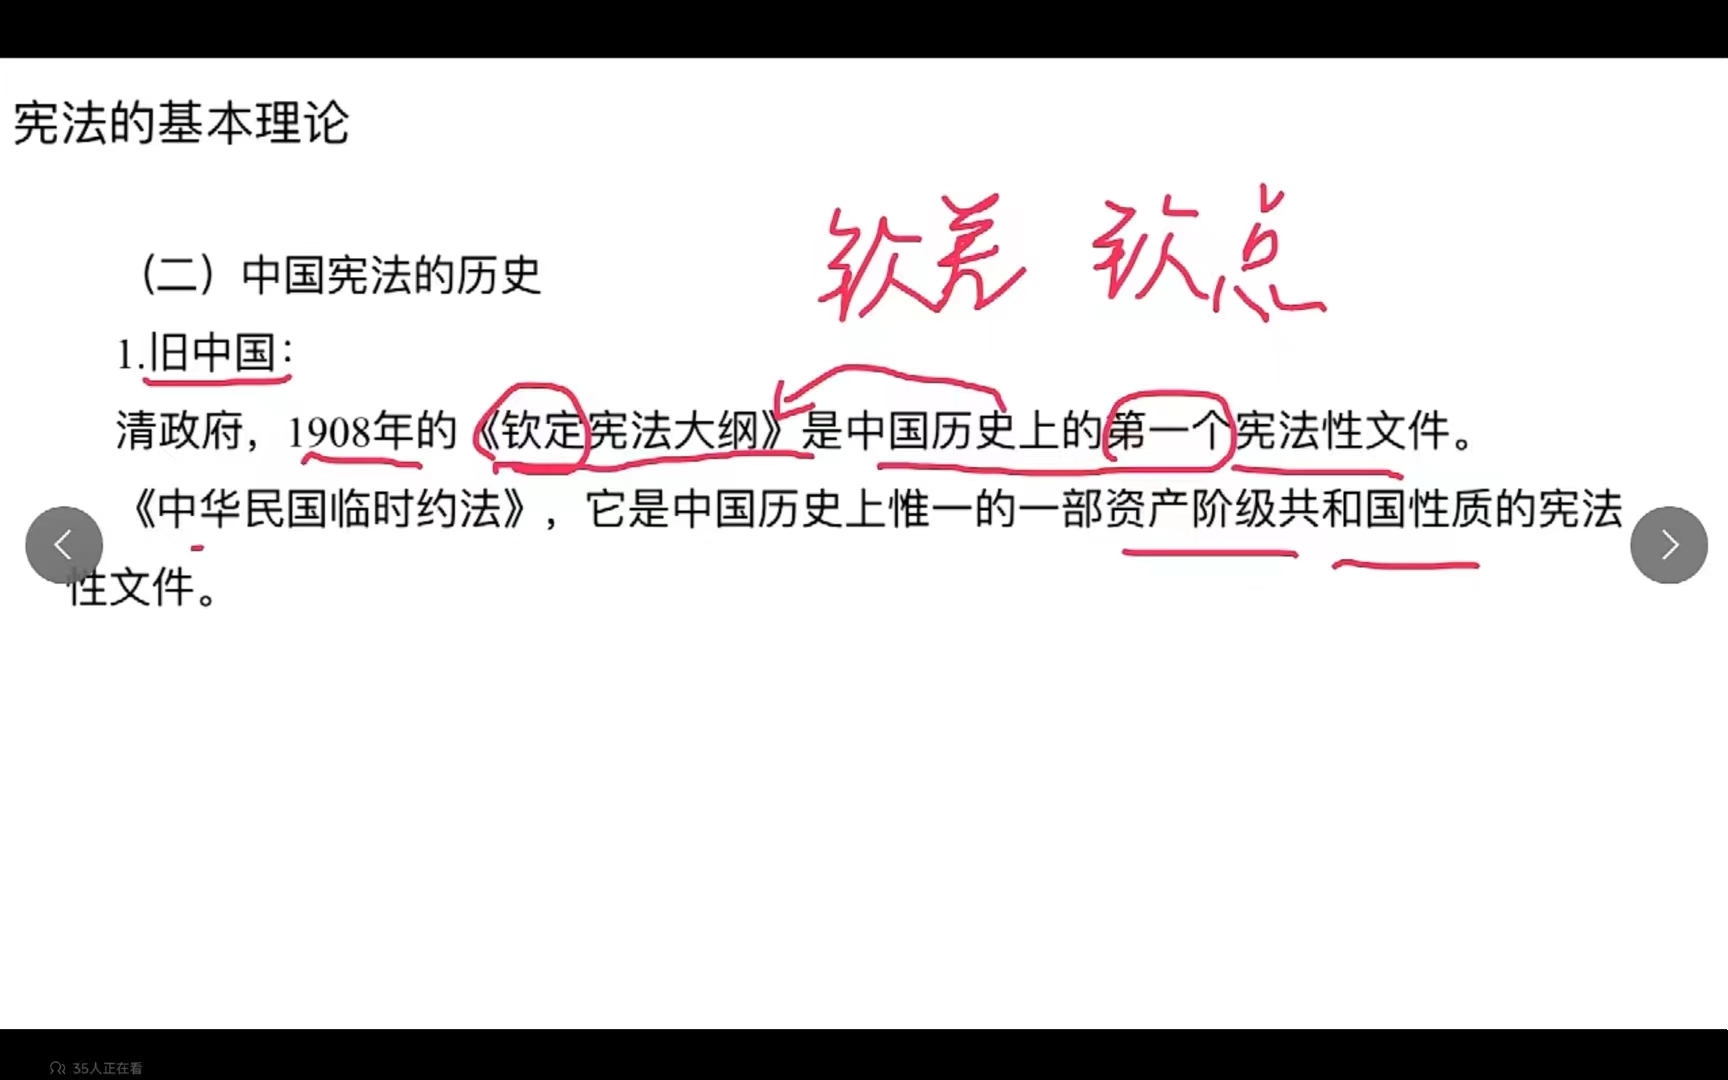 宪法的基本理论
钦差 钦点
（二）中国宪法的历史
1.旧中国：
清政府，1908年的《钦定宪法大纲》是中国历史上的第一个宪法性文件。
《中华民国临时约法》，它是中国历史上惟一的一部资产阶级共和国性质的宪法
性文件。
35人正在看